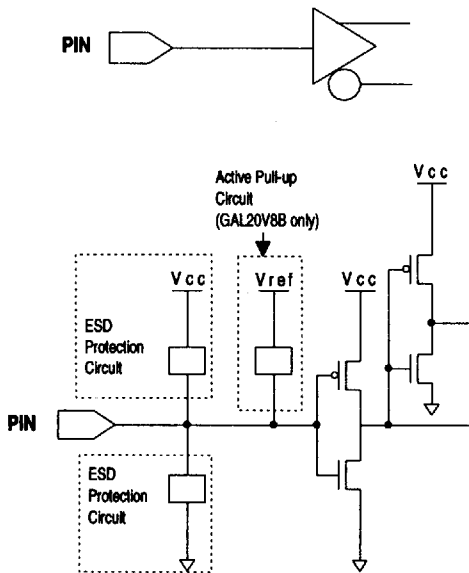 PIN
Active Pull-up
Circuit
(GAL20V8B only)
Vcc
Vcc
Vref
Vcc
ESD
Protection
Circuit
PIN
ESD
Protection
Circuit